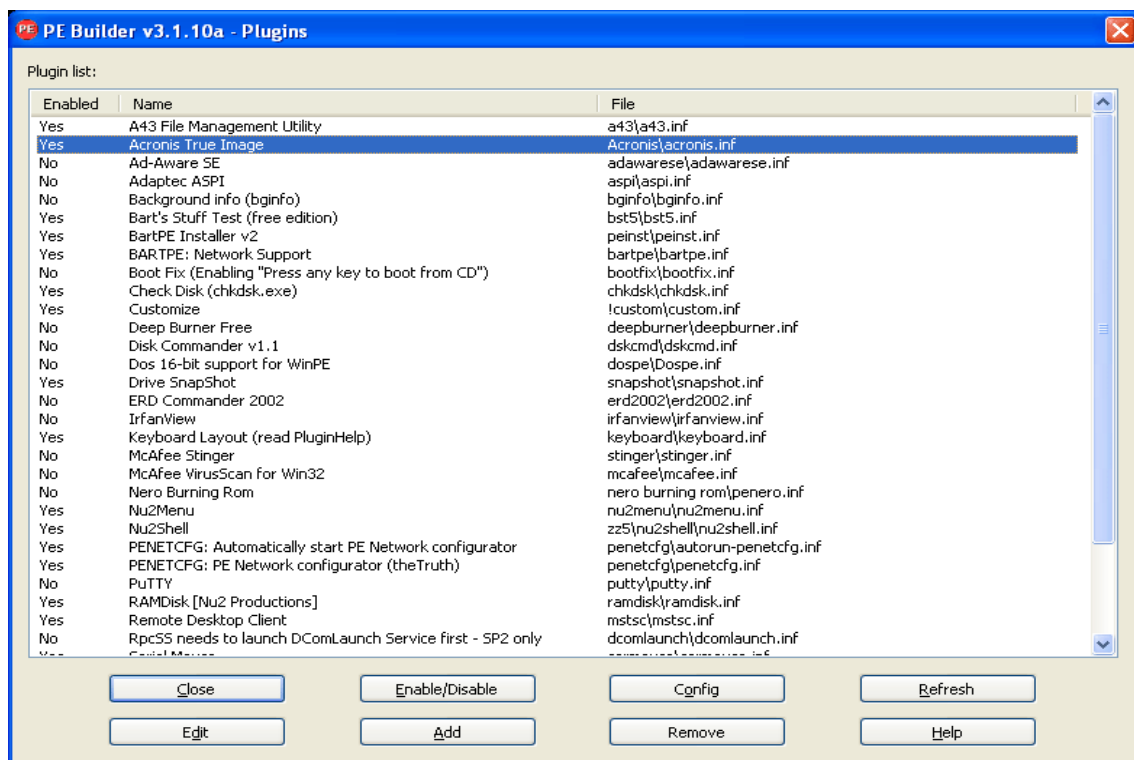 PE PE Builder v3.1.10a - Plugins
Plugin list:
Enabled Name File
Yes A43 File Management Utility a43\a43.inf
Yes Acronis True Image Acronis\acronis.inf
No Ad-Aware SE adawarese\adawarese.inf
No Adaptec ASPI aspi\aspi.inf
No Background info (bginfo) bginfo\bginfo.inf
Yes Bart's Stuff Test (free edition) bst5\bst5.inf
Yes BartPE Installer v2 peinst\peinst.inf
Yes BARTPE: Network Support bartpe\bartpe.inf
No Boot Fix (Enabling "Press any key to boot from CD") bootfix\bootfix.inf
Yes Check Disk (chkdsk.exe) chkdsk\chkdsk.inf
Yes Customize !custom\custom.inf
No Deep Burner Free deepburner\deepburner.inf
No Disk Commander v1.1 dskcmd\dskcmd.inf
No Dos 16-bit support for WinPE dospe\Dospe.inf
Yes Drive SnapShot snapshot\snapshot.inf
No ERD Commander 2002 erd2002\erd2002.inf
No IrfanView irfanview\irfanview.inf
Yes Keyboard Layout (read PluginHelp) keyboard\keyboard.inf
No McAfee Stinger stinger\stinger.inf
No McAfee VirusScan for Win32 mcafee\mcafee.inf
No Nero Burning Rom nero burning rom\penero.inf
Yes Nu2Menu nu2menu\nu2menu.inf
Yes Nu2Shell zz5\nu2shell\nu2shell.inf
Yes PENETCFG: Automatically start PE Network configurator penetcfg\autorun-penetcfg.inf
Yes PENETCFG: PE Network configurator (theTruth) penetcfg\penetcfg.inf
No PuTTY putty\putty.inf
Yes RAMDisk [Nu2 Productions] ramdisk\ramdisk.inf
Yes Remote Desktop Client mstsc\mstsc.inf
No RpcSS needs to launch DComLaunch Service first - SP2 only dcomlaunch\dcomlaunch.inf
Close Enable/Disable Config Refresh
Edit Add Remove Help